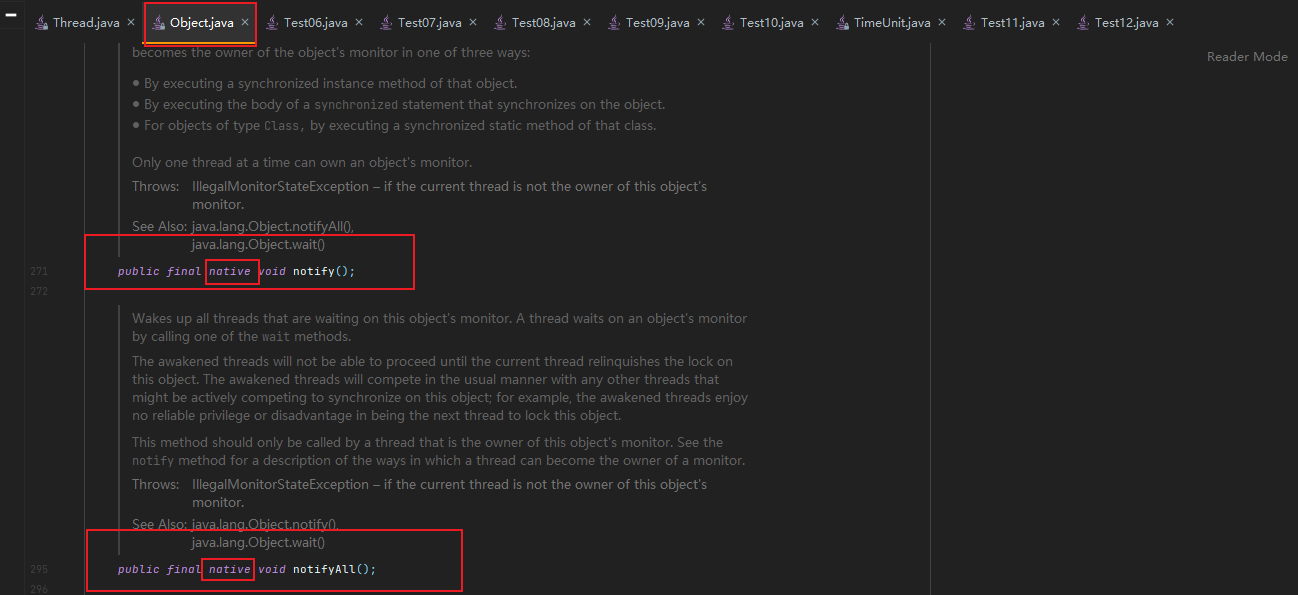 Thread.java × Object.java × Test06.java × Test07.java × Test08.java × Test09.java × Test10.java × TimeUnit.java × Test11.java × Test12.java ×
becomes the owner of the object's monitor in one of three ways:
Reader Mode
• By executing a synchronized instance method of that object.
• By executing the body of a synchronized statement that synchronizes on the object.
• For objects of type Class, by executing a synchronized static method of that class.
Only one thread at a time can own an object's monitor.
Throws: IllegalMonitorStateException – if the current thread is not the owner of this object's
monitor.
See Also: java.lang.Object.notifyAll(),
java.lang.Object.wait()
271 public final native void notify();
272
Wakes up all threads that are waiting on this object's monitor. A thread waits on an object's monitor
by calling one of the wait methods.
The awakened threads will not be able to proceed until the current thread relinquishes the lock on
this object. The awakened threads will compete in the usual manner with any other threads that
might be actively competing to synchronize on this object; for example, the awakened threads enjoy
no reliable privilege or disadvantage in being the next thread to lock this object.
This method should only be called by a thread that is the owner of this object's monitor. See the
notify method for a description of the ways in which a thread can become the owner of a monitor.
Throws: IllegalMonitorStateException – if the current thread is not the owner of this object's
monitor.
See Also: java.lang.Object.notify(),
java.lang.Object.wait()
295 public final native void notifyAll();
296